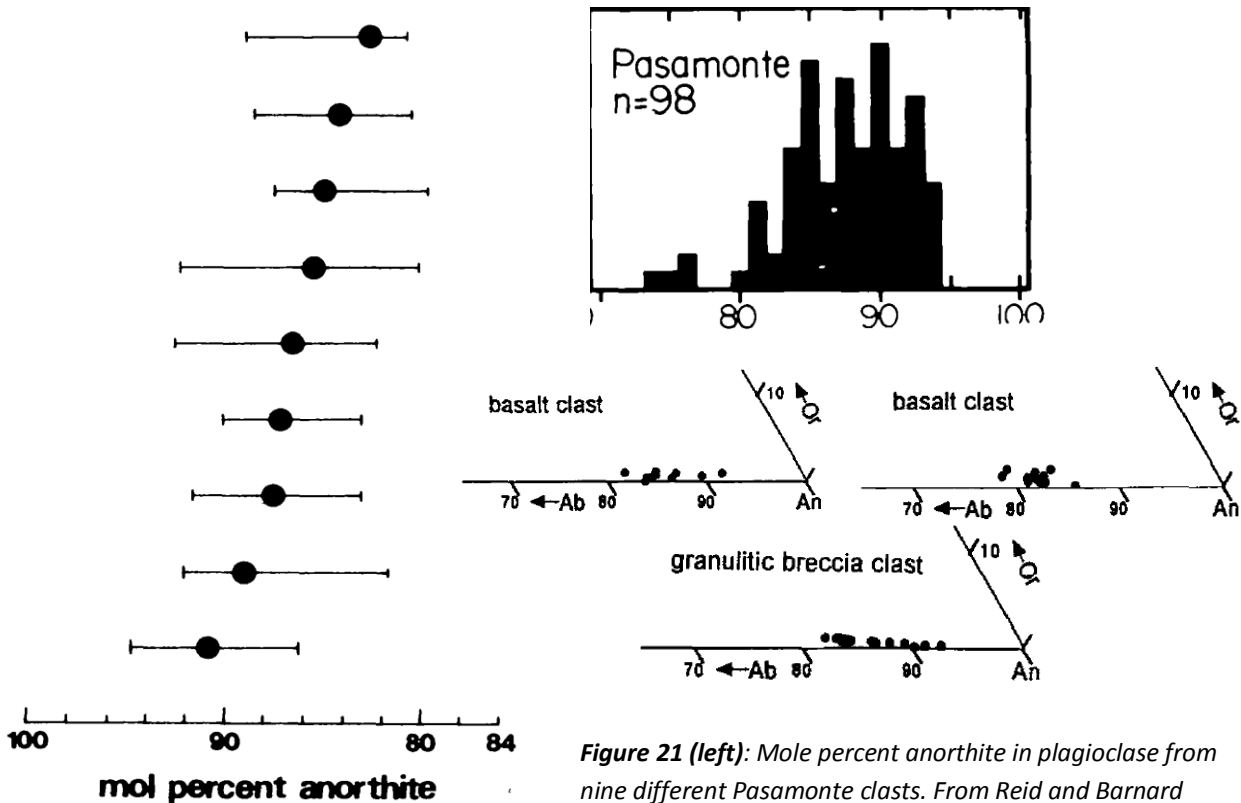 Pasamonte
n=98
80 90 100
basalt clast
10
Or
70 ←Ab 80 90 An
basalt clast
10
Or
70 ←Ab 80 90 An
granulitic breccia clast
10
Or
70 ←Ab 80 90 An
100 90 80 84
mol percent anorthite
Figure 21 (left): Mole percent anorthite in plagioclase from
nine different Pasamonte clasts. From Reid and Barnard